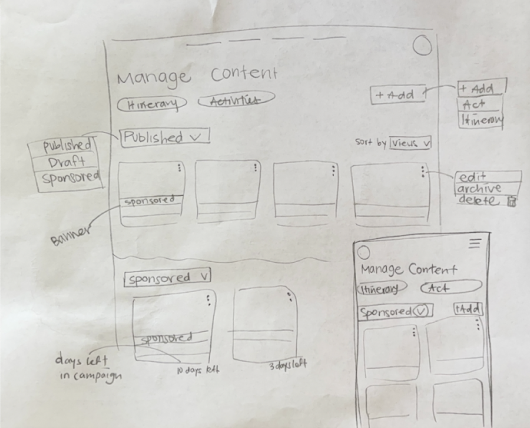 Manage Content
Itinerary
Activities
+ Add
+ Add
Act
Itinerary
Published v
Published
Draft
Sponsored
sort by
Views v
sponsored
edit
archive
delete
Banner
Sponsored v
sponsored
days left
in campaign
10 days left
3 days left
Manage Content
Itinerary
Act
Sponsored v
+Add